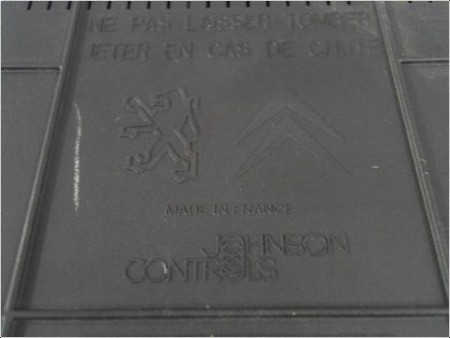 NE PAS LAISSER TOMBER
JETER EN CAS DE CHUTE
MADE IN FRANCE
JOHNSON
CONTROLS